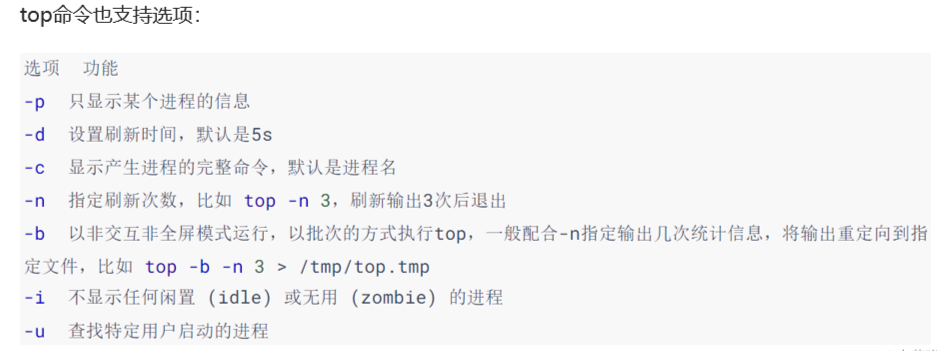 top命令也支持选项：
选项 功能
-p 只显示某个进程的信息
-d 设置刷新时间，默认是5s
-c 显示产生进程的完整命令，默认是进程名
-n 指定刷新次数，比如 top -n 3，刷新输出3次后退出
-b 以非交互非全屏模式运行，以批次的方式执行top，一般配合-n指定输出几次统计信息，将输出重定向到指
定文件，比如 top -b -n 3 > /tmp/top.tmp
-i 不显示任何闲置 (idle) 或无用 (zombie) 的进程
-u 查找特定用户启动的进程